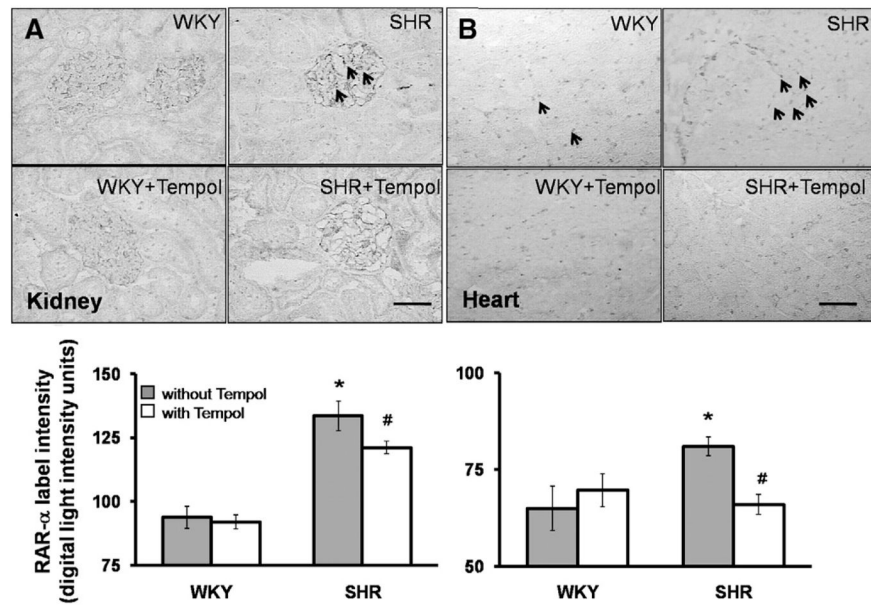 A WKY SHR B WKY SHR
WKY+Tempol SHR+Tempol WKY+Tempol SHR+Tempol
Kidney Heart
RAR-α label intensity
(digital light intensity units)
150
125
100
75
without Tempol
with Tempol
*
#
WKY SHR
100
75
50
*
#
WKY SHR